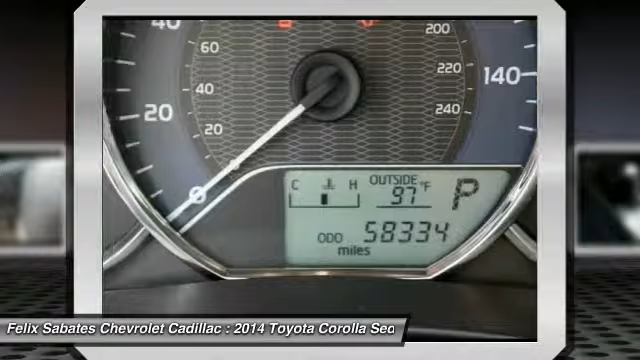 40
60
40
20
20
0
200
220
240
140
C H
OUTSIDE
97 °F
P
ODO 58334
miles
Felix Sabates Chevrolet Cadillac : 2014 Toyota Corolla Sed